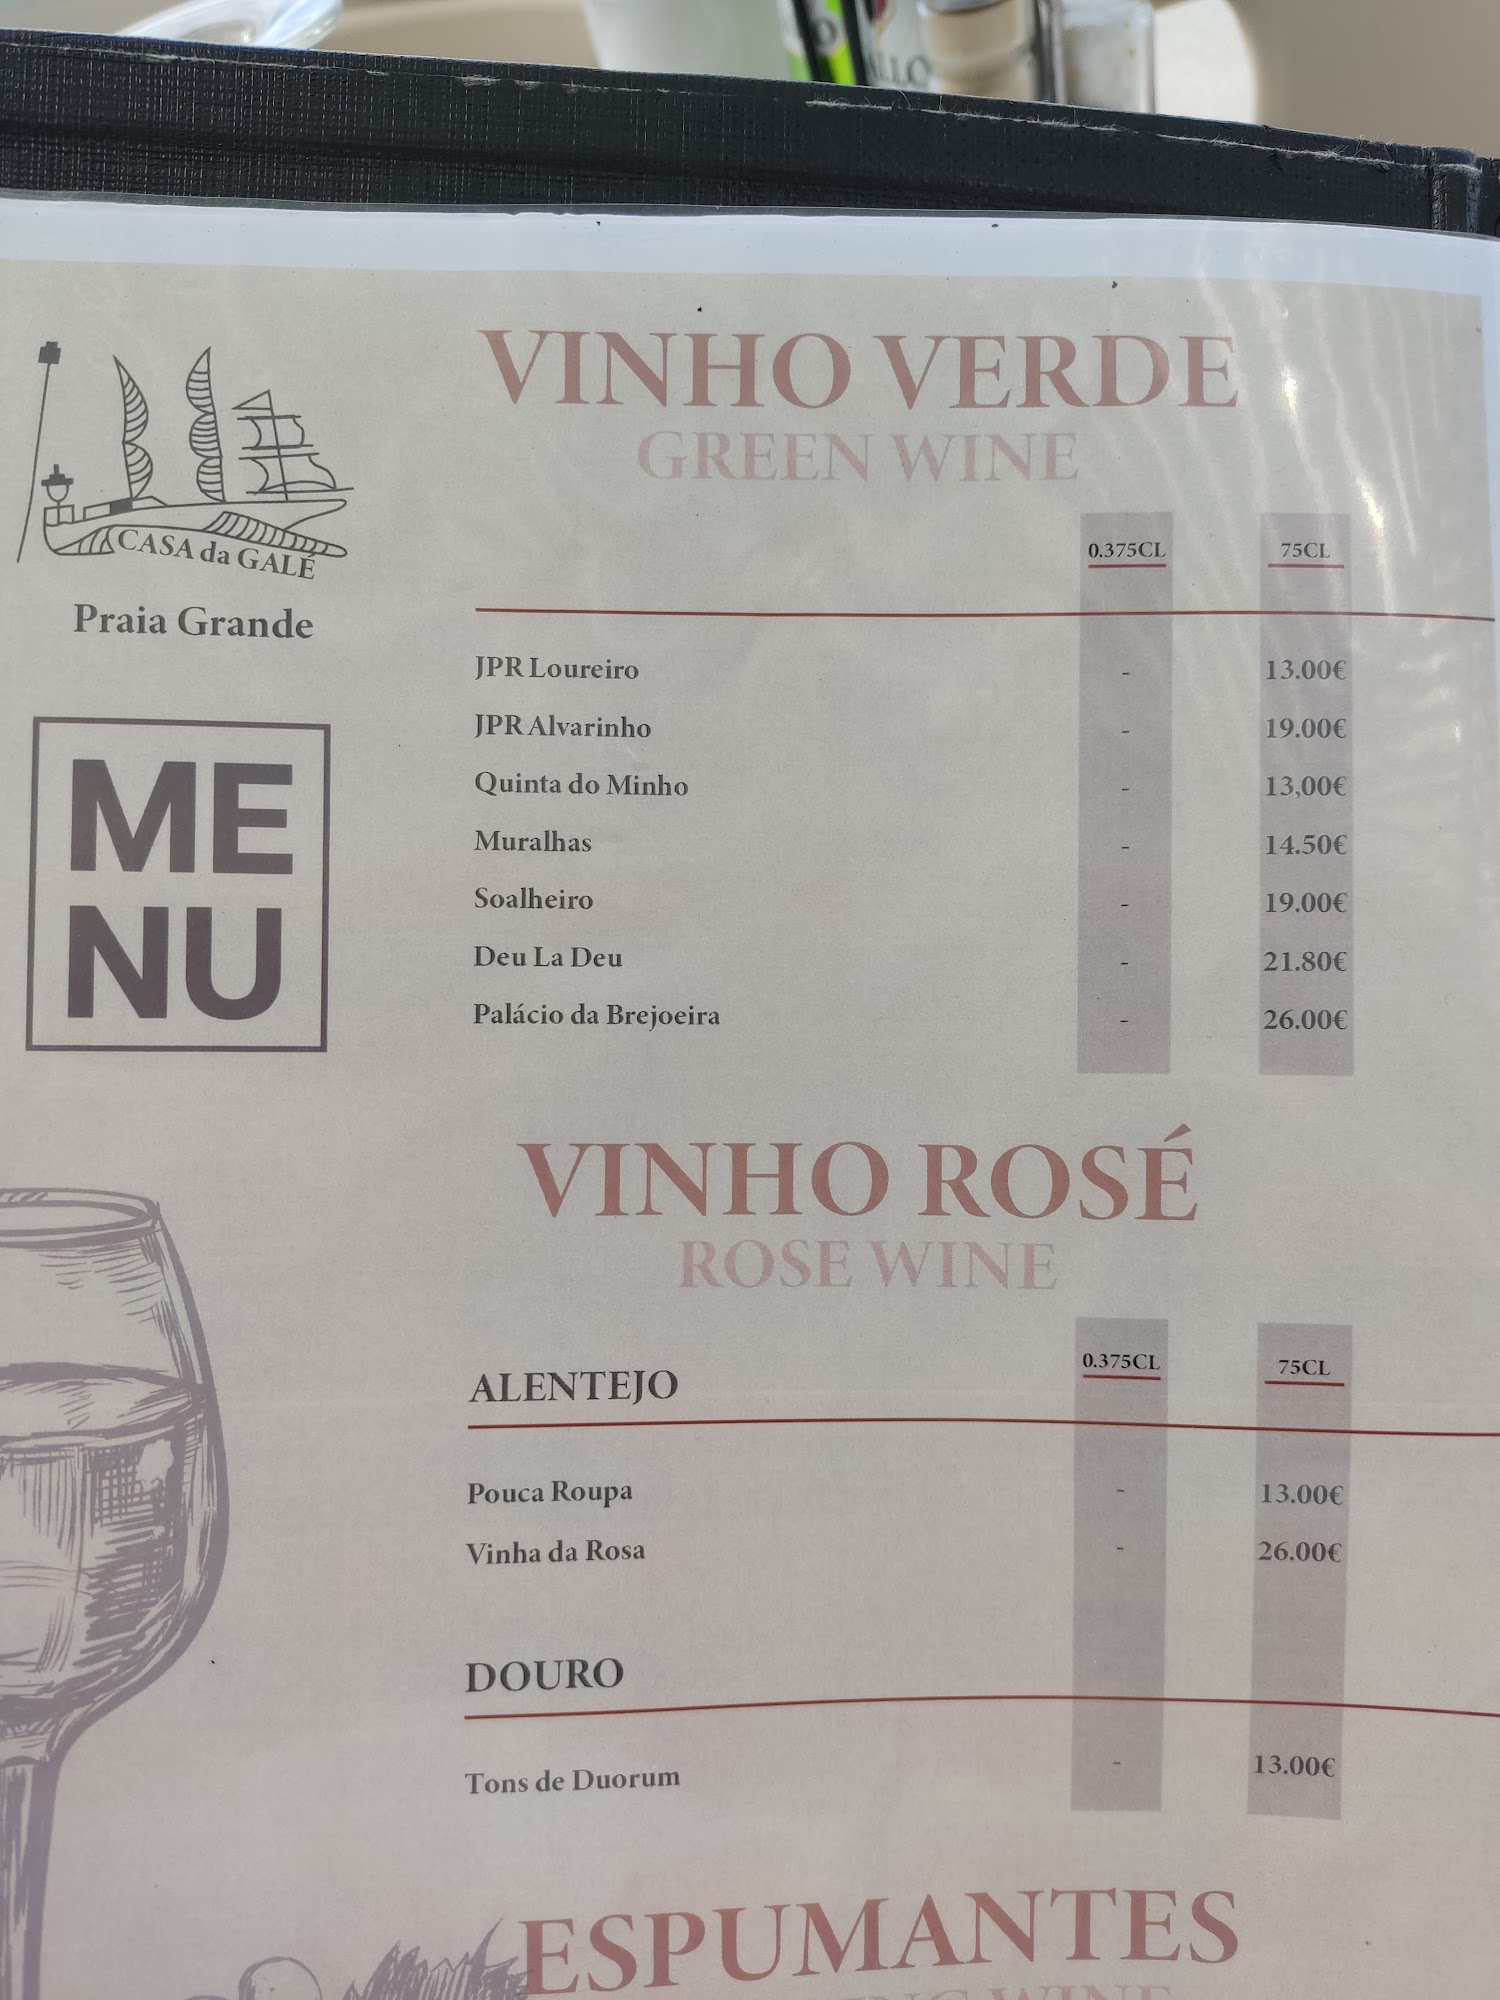 CASA da GALÉ
Praia Grande
ME
NU
VINHO VERDE
GREEN WINE
0.375CL 75CL
JPR Loureiro - 13.00€
JPR Alvarinho - 19.00€
Quinta do Minho - 13,00€
Muralhas - 14.50€
Soalheiro - 19.00€
Deu La Deu - 21.80€
Palácio da Brejoeira - 26.00€
VINHO ROSÉ
ROSE WINE
ALENTEJO 0.375CL 75CL
Pouca Roupa - 13.00€
Vinha da Rosa - 26.00€
DOURO
Tons de Duorum - 13.00€
ESPUMANTES
WINE